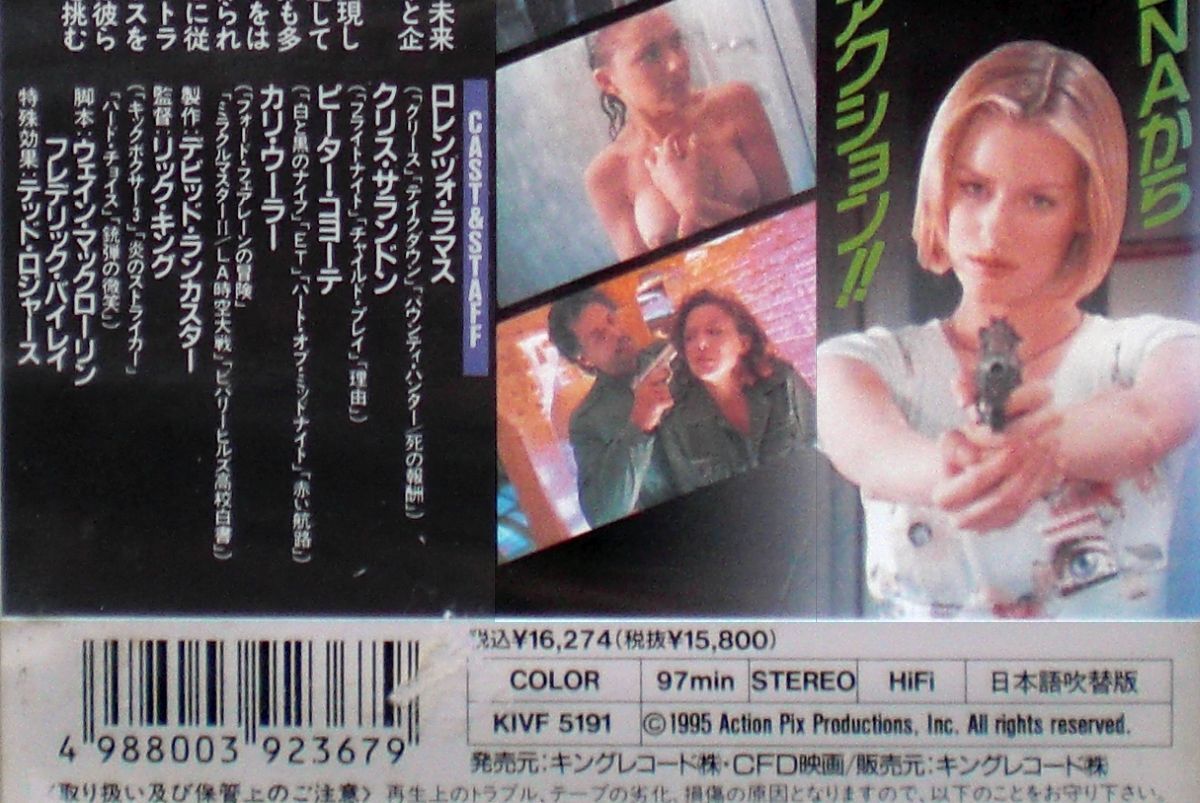 NAから
アクション!!
未来
と企
現し
して
も多
をは
られ
に従
スを
トラ
彼ら
挑む
CAST&STAFF
ロレンツォ・ラマス
(「グリース」「テイクダウン」「バウンティ・ハンター/死の報酬」)
クリス・サランドン
(「フライトナイト」「チャイルド・プレイ」「理由」)
ピーター・コヨーテ
(「白と黒のナイフ」「ET」「ハート・オブ・ミッドナイト」「赤い航路」)
カリ・ウーラー
(「フォード・フェアレーンの冒険」
「ミラクルマスターII/LA時空大戦」「ビバリーヒルズ高校白書」)
製作:デビッド・ランカスター
監督:リック・キング
(「キックボクサー3」「炎のストライカー」
「ハード・チョイス」「銃弾の微笑」)
脚本:ウェイン・マックローリン
フレデリック・バイレイ
特殊効果:テッド・ロジャース
税込¥16,274(税抜¥15,800)
COLOR 97min STEREO HiFi 日本語吹替版
KIVF 5191 ©1995 Action Pix Productions, Inc. All rights reserved.
4 988003 923679
発売元:キングレコード㈱・CFD映画/販売元:キングレコード㈱
〈取り扱い及び保管上のご注意〉 再生上のトラブル、テープの劣化、損傷の原因となりますので、以下のことをお守り下さい。